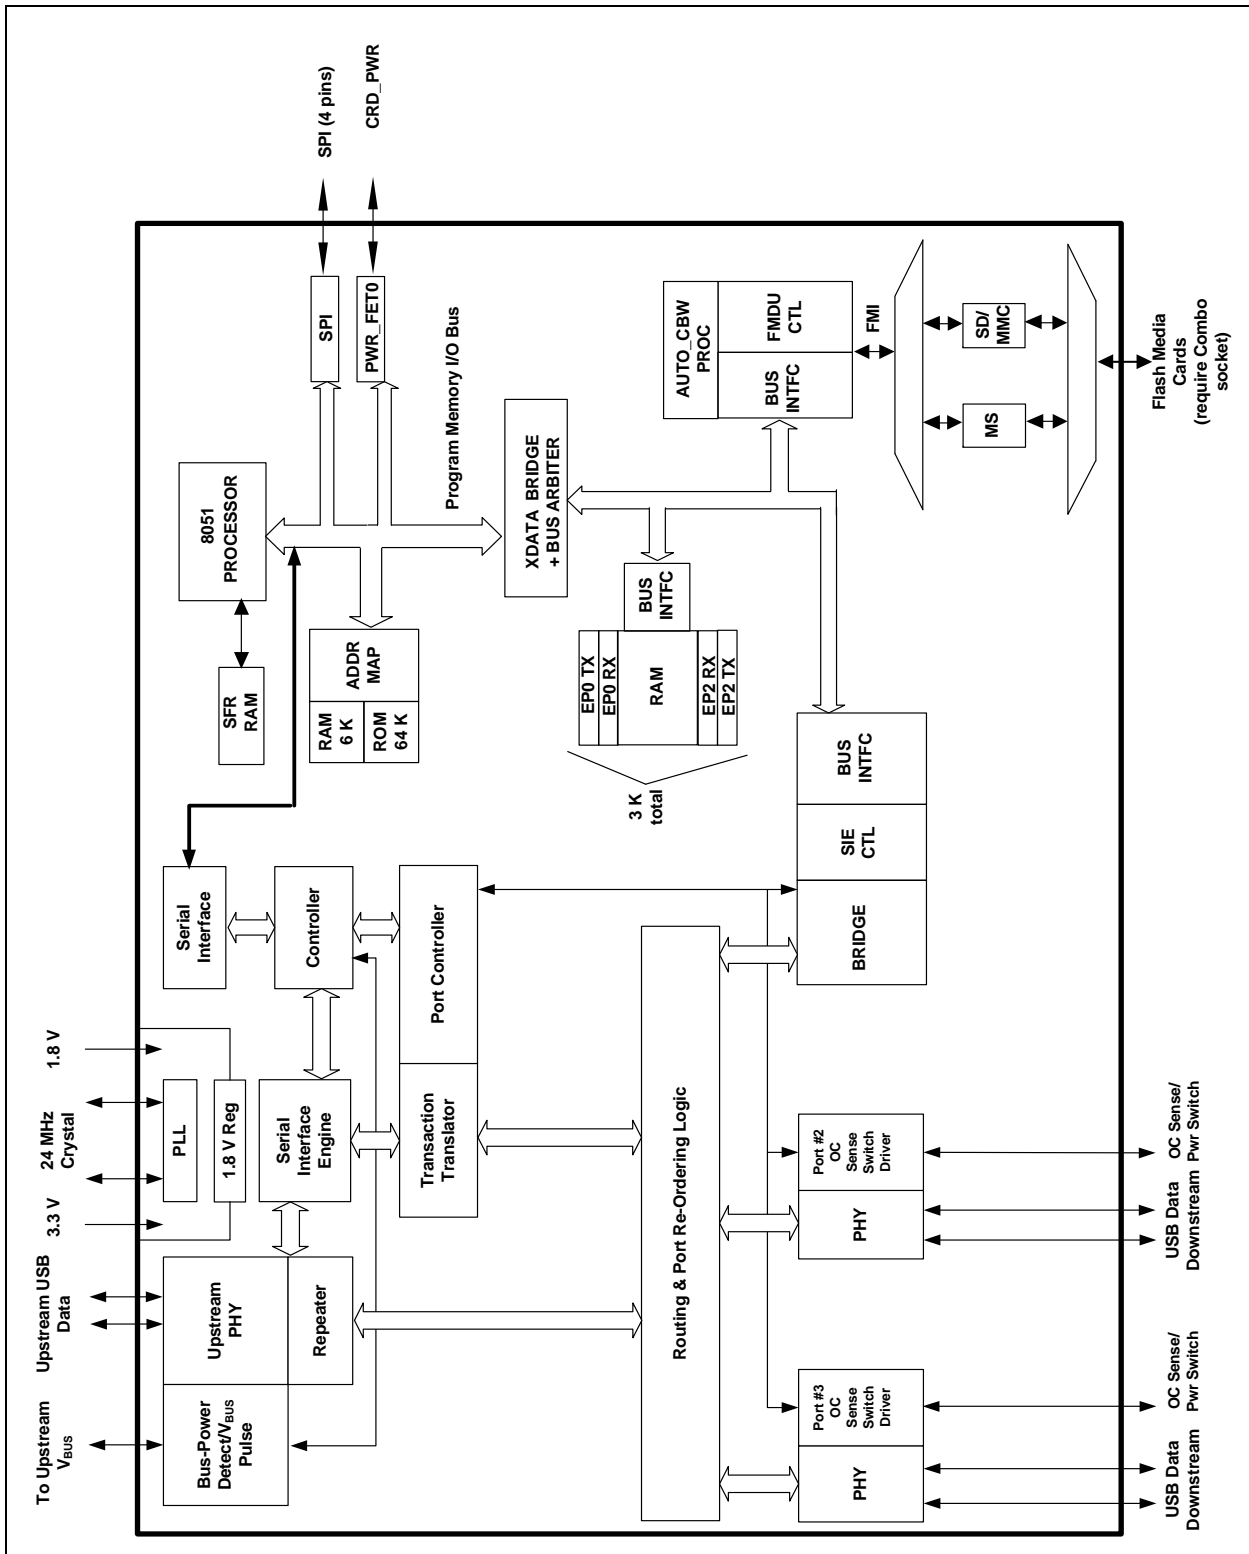 To Upstream
VBUS
Upstream USB
Data
3.3 V
24 MHz
Crystal
1.8 V
Bus-Power
Detect/VBUS
Pulse
Upstream
PHY
Repeater
PLL
1.8 V Reg
Serial
Interface
Engine
Serial
Interface
Controller
Transaction
Translator
Port Controller
SFR
RAM
8051
PROCESSOR
SPI
PWR_FET0
SPI (4 pins)
CRD_PWR
RAM
6 K
ROM
64 K
ADDR
MAP
Program Memory I/O Bus
XDATA BRIDGE
+ BUS ARBITER
3 K
total
EP0 TX
EP0 RX
RAM
EP2 RX
EP2 TX
BUS
INTFC
AUTO_CBW
PROC
BUS
INTFC
FMDU
CTL
FMI
MS
SD/
MMC
Flash Media
Cards
(require Combo
socket)
Routing & Port Re-Ordering Logic
BRIDGE
SIE
CTL
BUS
INTFC
PHY
Port #3
OC
Sense
Switch
Driver
PHY
Port #2
OC
Sense
Switch
Driver
USB Data
Downstream
OC Sense/
Pwr Switch
USB Data
Downstream
OC Sense/
Pwr Switch